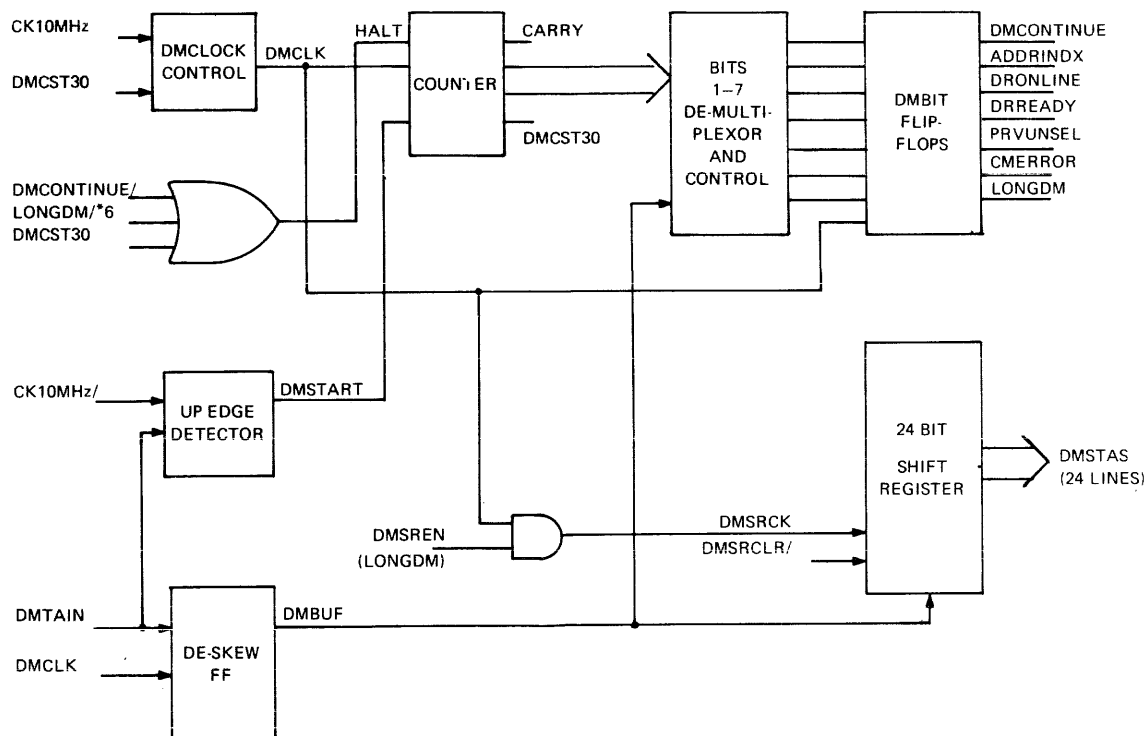 CK10MHz
DMCST30
DMCLOCK
CONTROL
DMCLK
HALT
COUNTER
CARRY
DMCST30
BITS
1–7
DE-MULTI-
PLEXOR
AND
CONTROL
DMBIT
FLIP-
FLOPS
DMCONTINUE
ADDRINDX
DRONLINE
DRREADY
PRVUNSEL
CMERROR
LONGDM
DMCONTINUE/
LONGDM/*6
DMCST30
CK10MHz/
UP EDGE
DETECTOR
DMSTART
24 BIT
SHIFT
REGISTER
DMSTAS
(24 LINES)
DMSREN
(LONGDM)
DMSRCK
DMSRCLR/
DMTAIN
DMCLK
DE-SKEW
FF
DMBUF